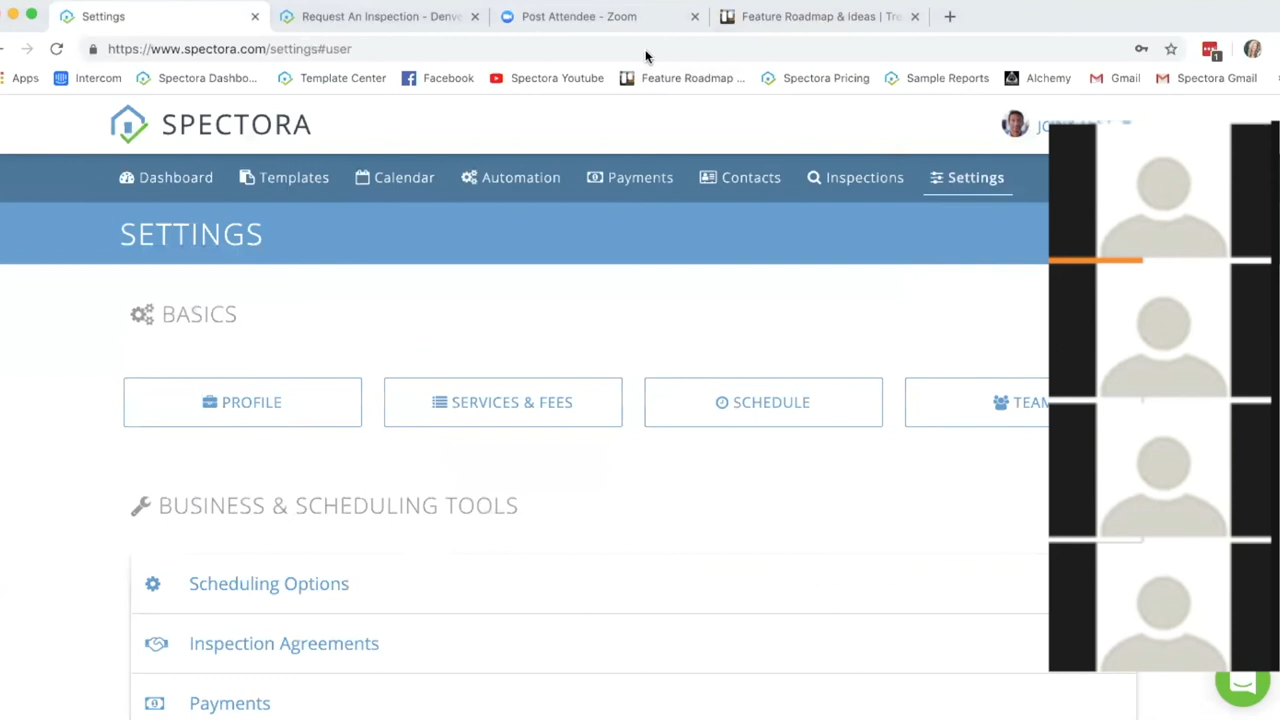 Settings
Request An Inspection - Denve
Post Attendee - Zoom
Feature Roadmap & Ideas | Tre
https://www.spectora.com/settings#user
1
Apps
Intercom
Spectora Dashbo...
Template Center
Facebook
Spectora Youtube
Feature Roadmap ...
Spectora Pricing
Sample Reports
Alchemy
Gmail
Spectora Gmail
SPECTORA
Dashboard
Templates
Calendar
Automation
Payments
Contacts
Inspections
Settings
SETTINGS
BASICS
PROFILE
SERVICES & FEES
SCHEDULE
TEAM
BUSINESS & SCHEDULING TOOLS
Scheduling Options
Inspection Agreements
Payments